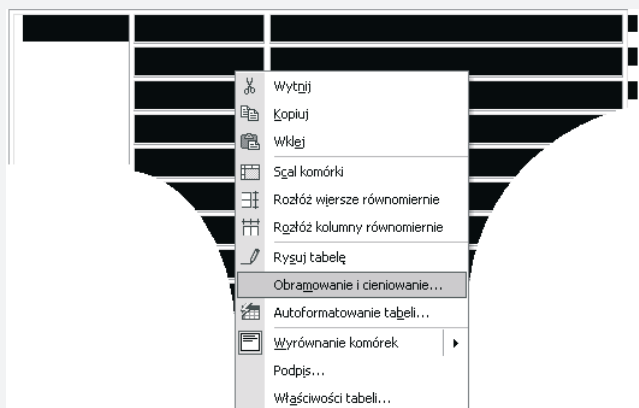 Wytnij
Kopiuj
Wklej
Scal komórki
Rozłóż wiersze równomiernie
Rozłóż kolumny równomiernie
Rysuj tabelę
Obramowanie i cieniowanie...
Autoformatowanie tabeli...
Wyrównanie komórek
Podpis...
Właściwości tabeli...